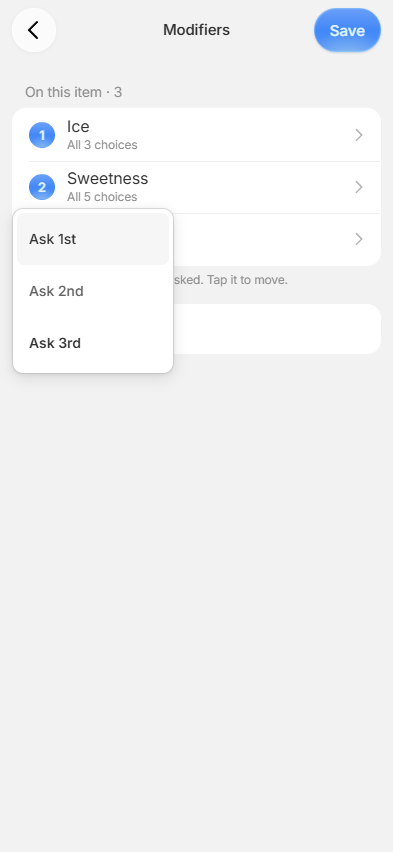 Modifiers
Save
On this item · 3
1
Ice
All 3 choices
2
Sweetness
All 5 choices
Ask 1st
sked. Tap it to move.
Ask 2nd
Ask 3rd